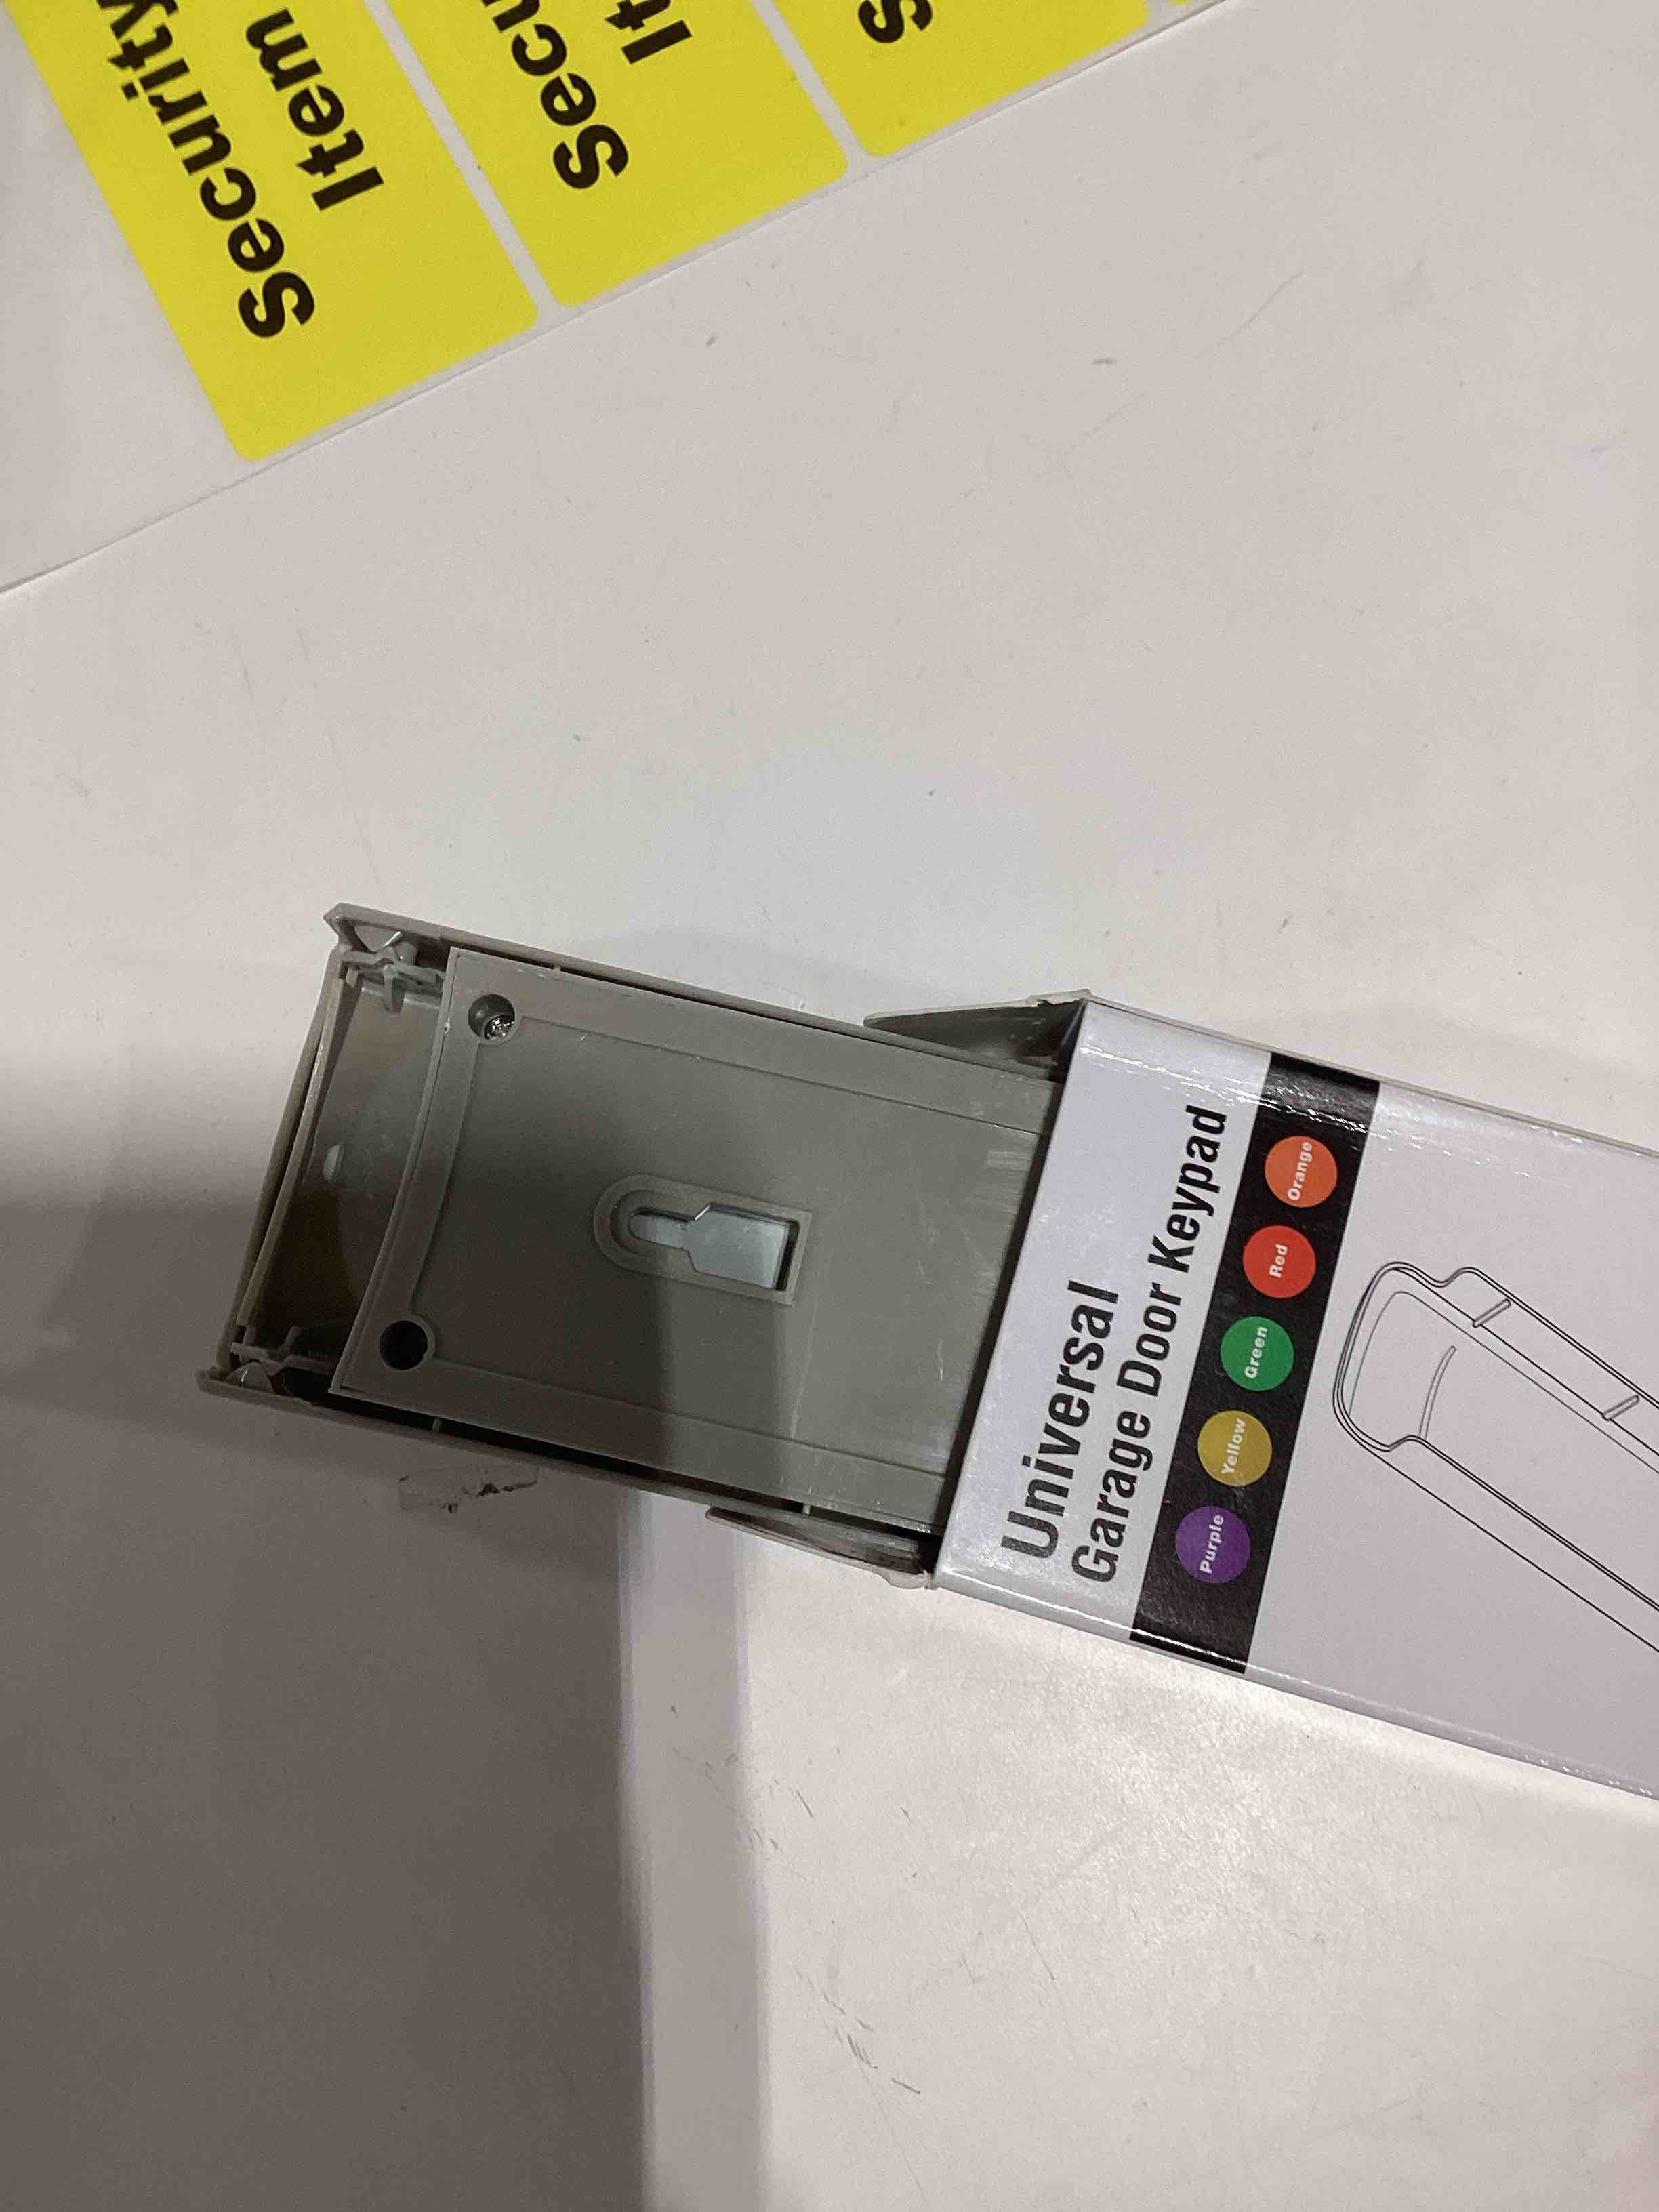 Security
Item
Secu
It
S
Universal
Garage Door Keypad
Purple
Yellow
Green
Red
Orange